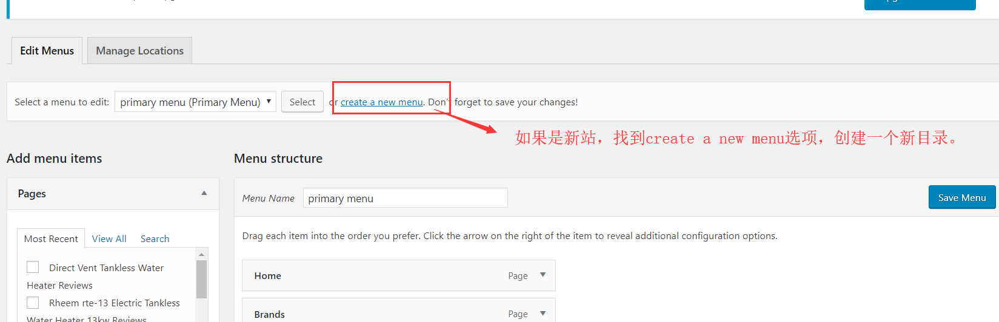 Edit Menus
Manage Locations
Select a menu to edit: primary menu (Primary Menu) Select or create a new menu. Don't forget to save your changes!
如果是新站，找到create a new menu选项，创建一个新目录。
Add menu items
Menu structure
Pages
Menu Name primary menu
Save Menu
Most Recent View All Search
Drag each item into the order you prefer. Click the arrow on the right of the item to reveal additional configuration options.
Direct Vent Tankless Water
Heater Reviews
Rheem rte-13 Electric Tankless
Water Heater 13kw Reviews
Home Page
Brands Page